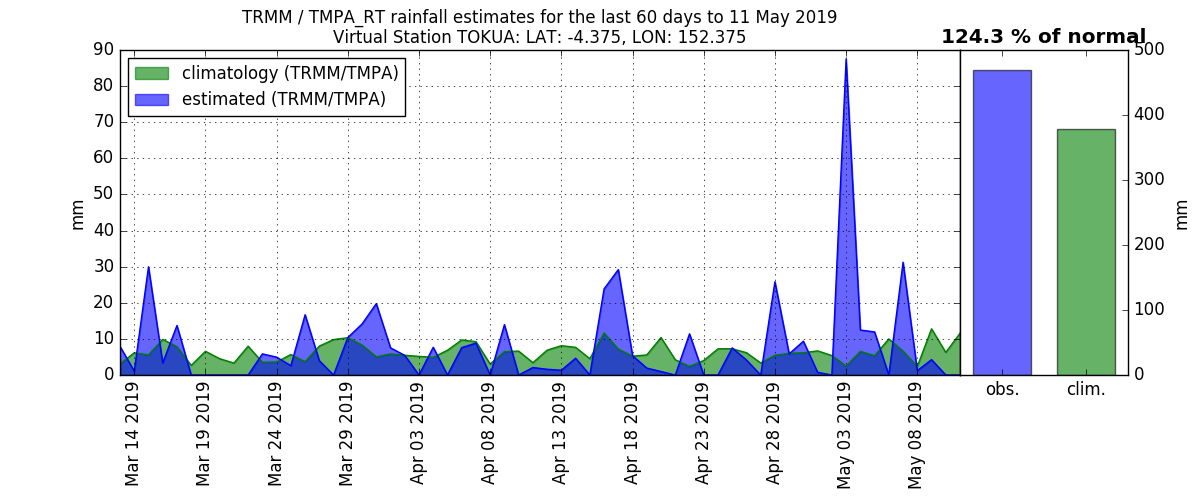 TRMM / TMPA_RT rainfall estimates for the last 60 days to 11 May 2019
Virtual Station TOKUA: LAT: -4.375, LON: 152.375
124.3 % of normal
climatology (TRMM/TMPA)
estimated (TRMM/TMPA)
90
80
70
60
50
40
30
20
10
0
mm
Mar 14 2019
Mar 19 2019
Mar 24 2019
Mar 29 2019
Apr 03 2019
Apr 08 2019
Apr 13 2019
Apr 18 2019
Apr 23 2019
Apr 28 2019
May 03 2019
May 08 2019
obs.
clim.
500
400
300
200
100
0
mm